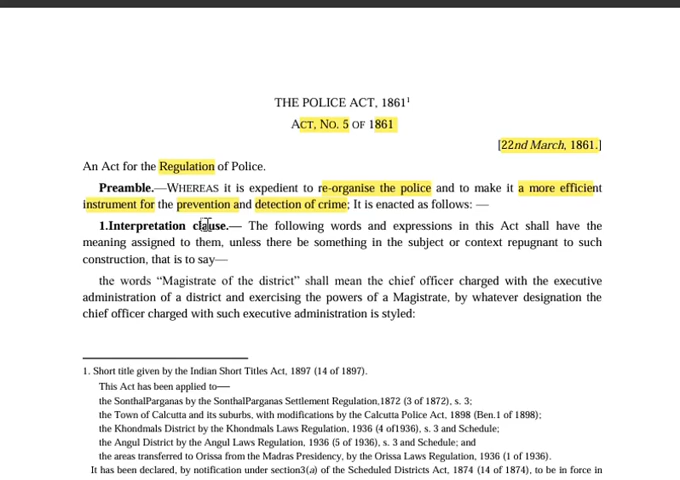 THE POLICE ACT, 1861¹
ACT, NO. 5 OF 1861
[22nd March, 1861.]
An Act for the Regulation of Police.
Preamble.—WHEREAS it is expedient to re-organise the police and to make it a more efficient
instrument for the prevention and detection of crime; It is enacted as follows: —
1.Interpretation clause.— The following words and expressions in this Act shall have the
meaning assigned to them, unless there be something in the subject or context repugnant to such
construction, that is to say—
the words “Magistrate of the district” shall mean the chief officer charged with the executive
administration of a district and exercising the powers of a Magistrate, by whatever designation the
chief officer charged with such executive administration is styled:
1. Short title given by the Indian Short Titles Act, 1897 (14 of 1897).
This Act has been applied to—
the SonthalParganas by the SonthalParganas Settlement Regulation,1872 (3 of 1872), s. 3;
the Town of Calcutta and its suburbs, with modifications by the Calcutta Police Act, 1898 (Ben.1 of 1898);
the Khondmals District by the Khondmals Laws Regulation, 1936 (4 of1936), s. 3 and Schedule;
the Angul District by the Angul Laws Regulation, 1936 (5 of 1936), s. 3 and Schedule; and
the areas transferred to Orissa from the Madras Presidency, by the Orissa Laws Regulation, 1936 (1 of 1936).
It has been declared, by notification under section3(a) of the Scheduled Districts Act, 1874 (14 of 1874), to be in force in